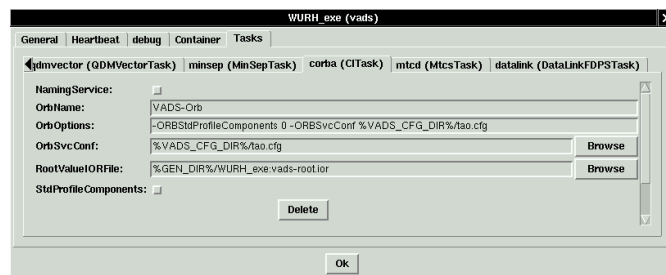 WURH_exe (vads)
General Heartbeat debug Container Tasks
qdmvector (QDMVectorTask) minsep (MinSepTask) corba (CITask) mtcd (MtcsTask) datalink (DataLinkFDPSTask)
NamingService:
OrbName: VADS-Orb
OrbOptions: -ORBStdProfileComponents 0 -ORBSvcConf %VADS_CFG_DIR%/tao.cfg
OrbSvcConf: %VADS_CFG_DIR%/tao.cfg Browse
RootValueIORFile: %GEN_DIR%/WURH_exe:vads-root.ior Browse
StdProfileComponents:
Delete
Ok